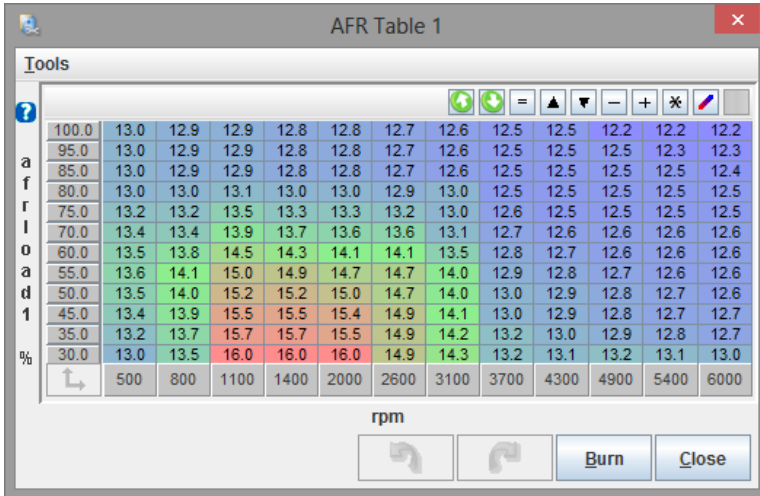 AFR Table 1
Tools
= − + *
100.0 13.0 12.9 12.9 12.8 12.8 12.7 12.6 12.5 12.5 12.2 12.2 12.2
95.0 13.0 12.9 12.9 12.8 12.8 12.7 12.6 12.5 12.5 12.5 12.3 12.3
85.0 13.0 12.9 12.9 12.8 12.8 12.7 12.6 12.5 12.5 12.5 12.5 12.4
80.0 13.0 13.0 13.1 13.0 13.0 12.9 13.0 12.5 12.5 12.5 12.5 12.5
75.0 13.2 13.2 13.5 13.3 13.3 13.2 13.0 12.6 12.5 12.5 12.5 12.5
70.0 13.4 13.4 13.9 13.7 13.6 13.6 13.1 12.7 12.6 12.6 12.6 12.6
60.0 13.5 13.8 14.5 14.3 14.1 14.1 13.5 12.8 12.7 12.6 12.6 12.6
55.0 13.6 14.1 15.0 14.9 14.7 14.7 14.0 12.9 12.8 12.7 12.6 12.6
50.0 13.5 14.0 15.2 15.2 15.0 14.7 14.0 13.0 12.9 12.8 12.7 12.6
45.0 13.4 13.9 15.5 15.5 15.4 14.9 14.1 13.0 12.9 12.8 12.7 12.7
35.0 13.2 13.7 15.7 15.7 15.5 14.9 14.2 13.2 13.0 12.9 12.8 12.7
30.0 13.0 13.5 16.0 16.0 16.0 14.9 14.3 13.2 13.1 13.2 13.1 13.0
500 800 1100 1400 2000 2600 3100 3700 4300 4900 5400 6000
afrload1 %
rpm
Burn Close